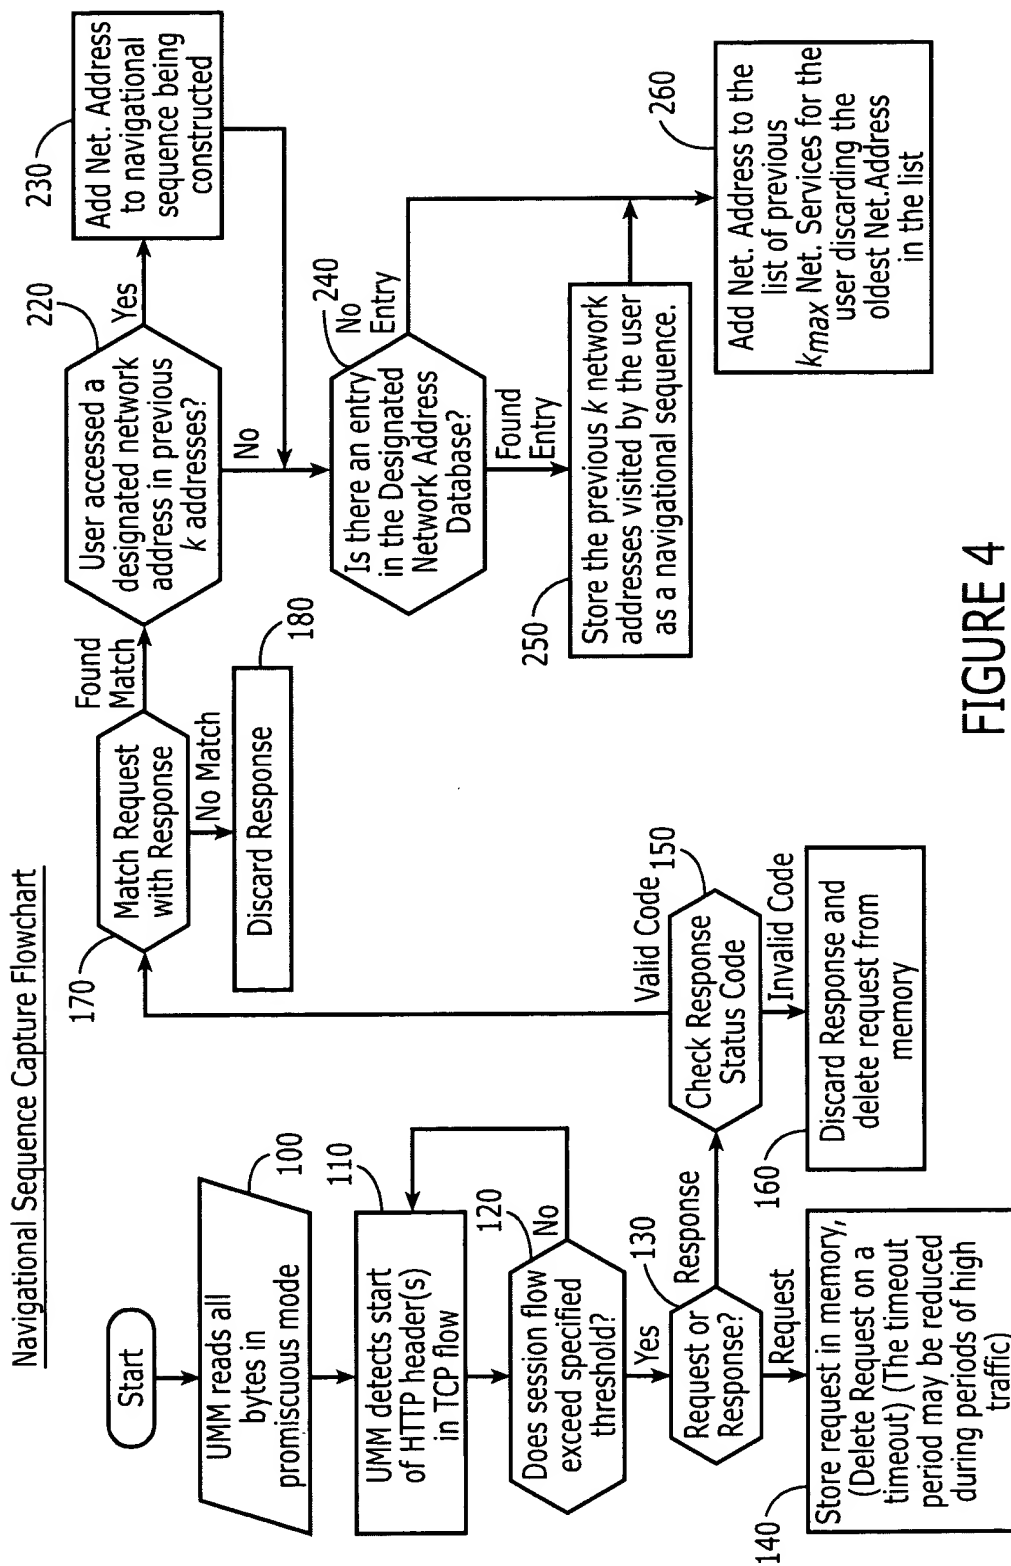 Navigational Sequence Capture Flowchart
Start
UMM reads all
bytes in
promiscuous mode
100
UMM detects start
of HTTP header(s)
in TCP flow
110
Does session flow
exceed specified
threshold?
120
No
Yes
Request or
Response?
130
Response
Request
Store request in memory,
(Delete Request on a
timeout) (The timeout
period may be reduced
during periods of high
traffic)
140
Check Response
Status Code
150
Valid Code
Invalid Code
Discard Response and
delete request from
memory
160
Match Request
with Response
170
Found
Match
No Match
Discard Response
180
User accessed a
designated network
address in previous
k addresses?
220
Yes
No
Add Net. Address
to navigational
sequence being
constructed
230
Is there an entry
in the Designated
Network Address
Database?
240
No
Entry
Found
Entry
Store the previous k network
addresses visited by the user
as a navigational sequence.
250
Add Net. Address to the
list of previous
kmax Net. Services for the
user discarding the
oldest Net.Address
in the list
260
FIGURE 4